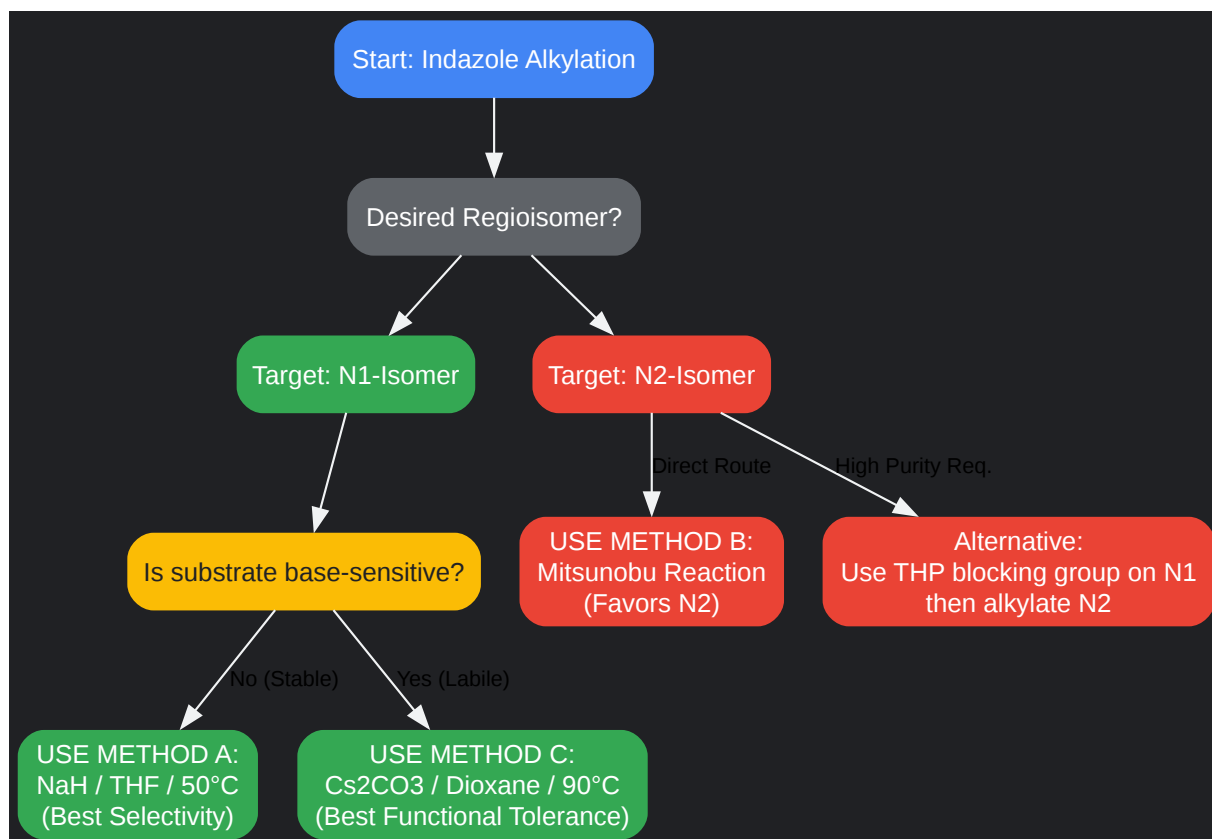 Start: Indazole Alkylation
Desired Regioisomer?
Target: N1-Isomer
Target: N2-Isomer
Direct Route
High Purity Req.
Is substrate base-sensitive?
USE METHOD B:
Mitsunobu Reaction
(Favors N2)
Alternative:
Use THP blocking group on N1
then alkylate N2
No (Stable)
Yes (Labile)
USE METHOD A:
NaH / THF / 50°C
(Best Selectivity)
USE METHOD C:
Cs2CO3 / Dioxane / 90°C
(Best Functional Tolerance)